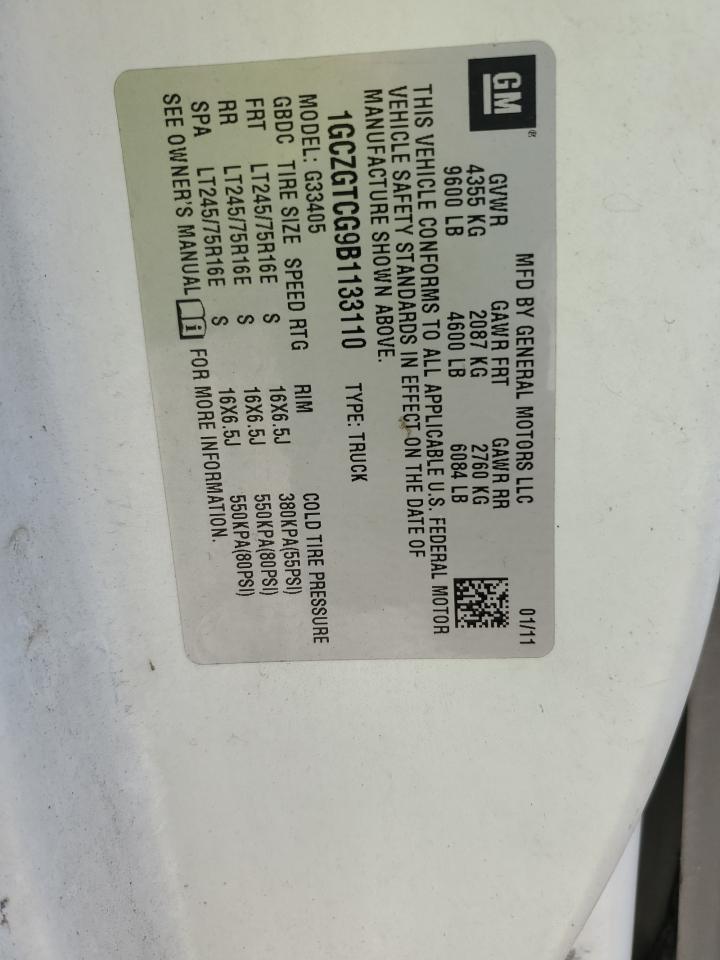 GM®
MFD BY GENERAL MOTORS LLC 01/11
GVWR GAWR FRT GAWR RR
4355 KG 2087 KG 2760 KG
9600 LB 4600 LB 6084 LB
THIS VEHICLE CONFORMS TO ALL APPLICABLE U.S. FEDERAL MOTOR
VEHICLE SAFETY STANDARDS IN EFFECT ON THE DATE OF
MANUFACTURE SHOWN ABOVE.
1GCZGTCG9B1133110 TYPE: TRUCK
MODEL: G33405
GBDC TIRE SIZE SPEED RTG RIM COLD TIRE PRESSURE
FRT LT245/75R16E S 16X6.5J 380KPA(55PSI)
RR LT245/75R16E S 16X6.5J 550KPA(80PSI)
SPA LT245/75R16E S 16X6.5J 550KPA(80PSI)
SEE OWNER'S MANUAL i FOR MORE INFORMATION.